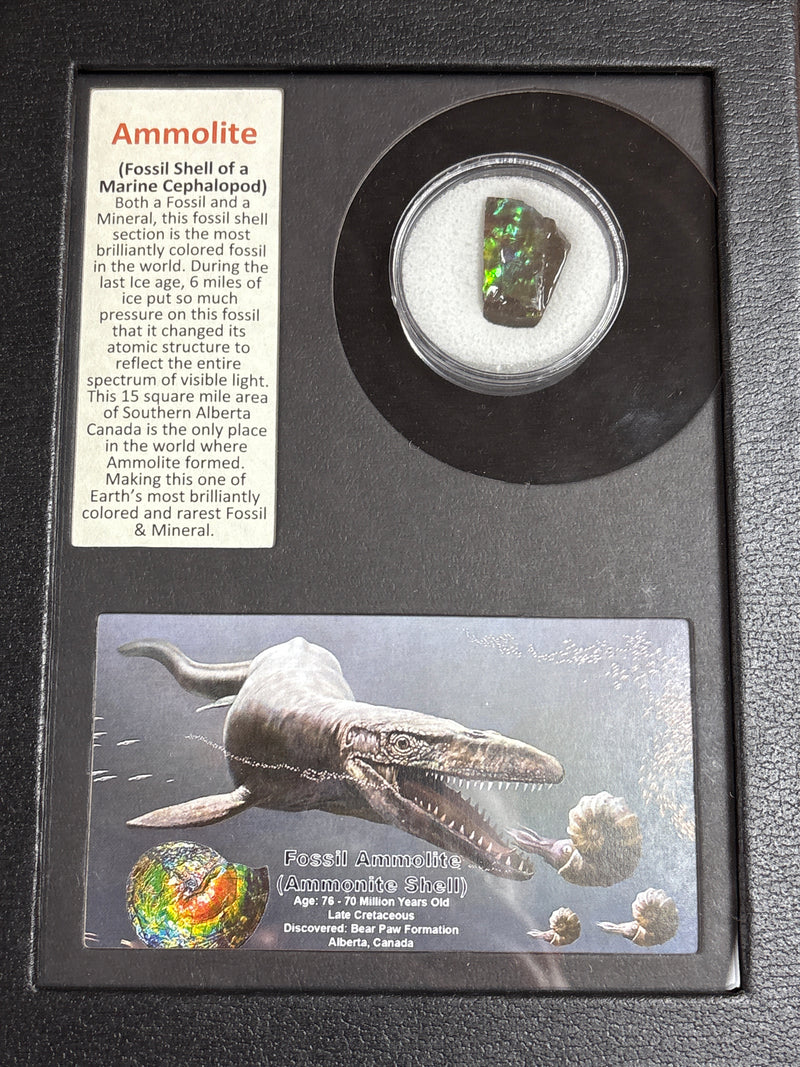 Ammolite
(Fossil Shell of a
Marine Cephalopod)
Both a Fossil and a
Mineral, this fossil shell
section is the most
brilliantly colored fossil
in the world. During the
last Ice age, 6 miles of
ice put so much
pressure on this fossil
that it changed its
atomic structure to
reflect the entire
spectrum of visible light.
This 15 square mile area
of Southern Alberta
Canada is the only place
in the world where
Ammolite formed.
Making this one of
Earth's most brilliantly
colored and rarest Fossil
& Mineral.
Fossil Ammolite
(Ammonite Shell)
Age: 76 - 70 Million Years Old
Late Cretaceous
Discovered: Bear Paw Formation
Alberta, Canada